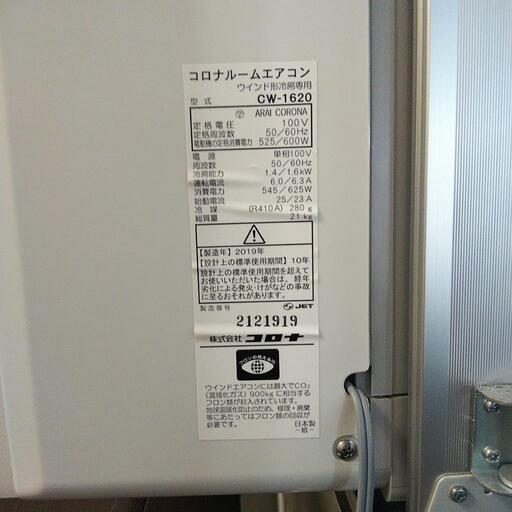 コロナルームエアコン
ウインド形冷房専用
型式 CW-1620
ARAI CORONA
定格電圧 100V
定格周波数 50/60Hz
電動機の定格消費電力 525/600W
電源 単相100V
周波数 50/60Hz
冷房能力 1.4/1.6kW
運転電流 6.0/6.3A
消費電力 545/625W
始動電流 25/23A
冷媒 (R410A) 280g
総質量 21kg
【製造年】2019年
【設計上の標準使用期間】10年
設計上の標準使用期間を超えて
お使いいただいた場合は、経年
劣化による発火・けがなどの事故
に至るおそれがあります。
製造番号 JET
2121919
株式会社 コロナ
ウインドエアコンには最大でCO₂
(温暖化ガス) 900kgに相当する
フロン類が封入されています。
地球温暖化防止のため、修理・廃棄
等にあたってはフロン類の回収が
必要です。
日本製
-紙-